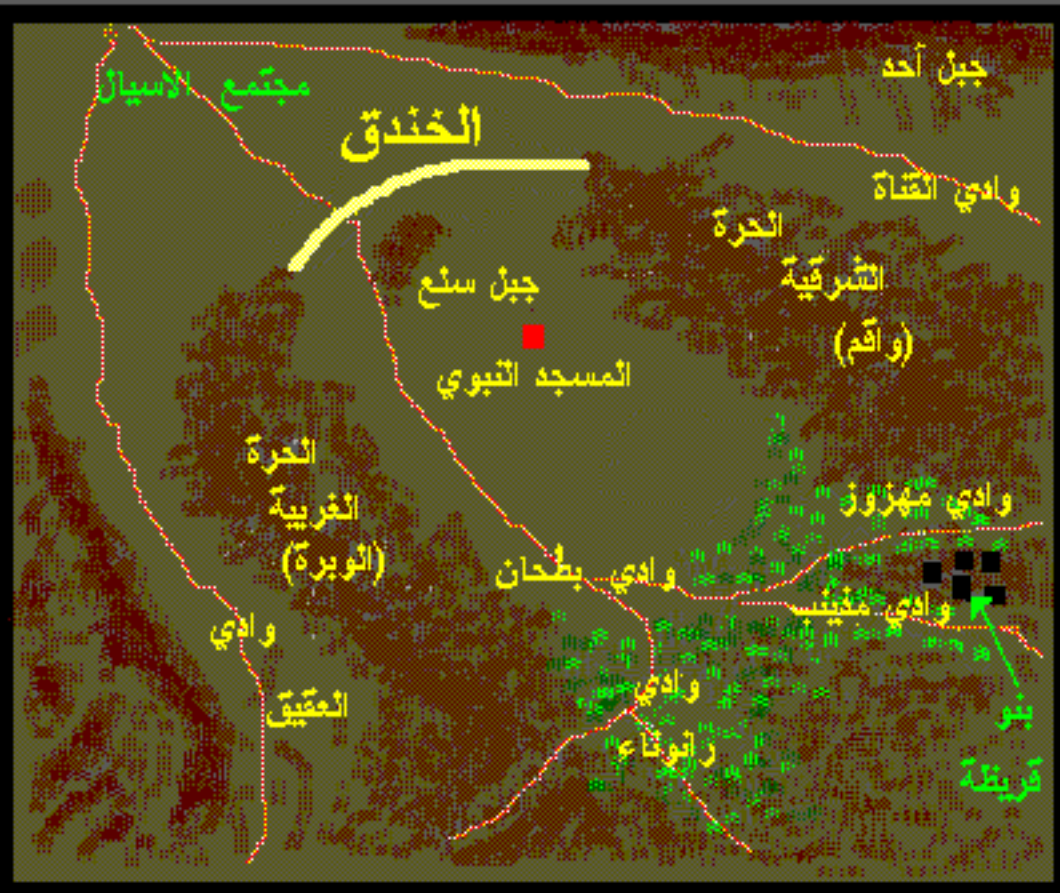 جبل أحد
مجتمع الاسيال
الخندق
وادي القناة
الحرة
الشرقية
(واقم)
جبل سلع
المسجد النبوي
الحرة
الغربية
(الوبرة)
وادي مهزوز
وادي بطحان
وادي مذينب
وادي
العقيق
وادي
رانوناء
بنو
قريظة